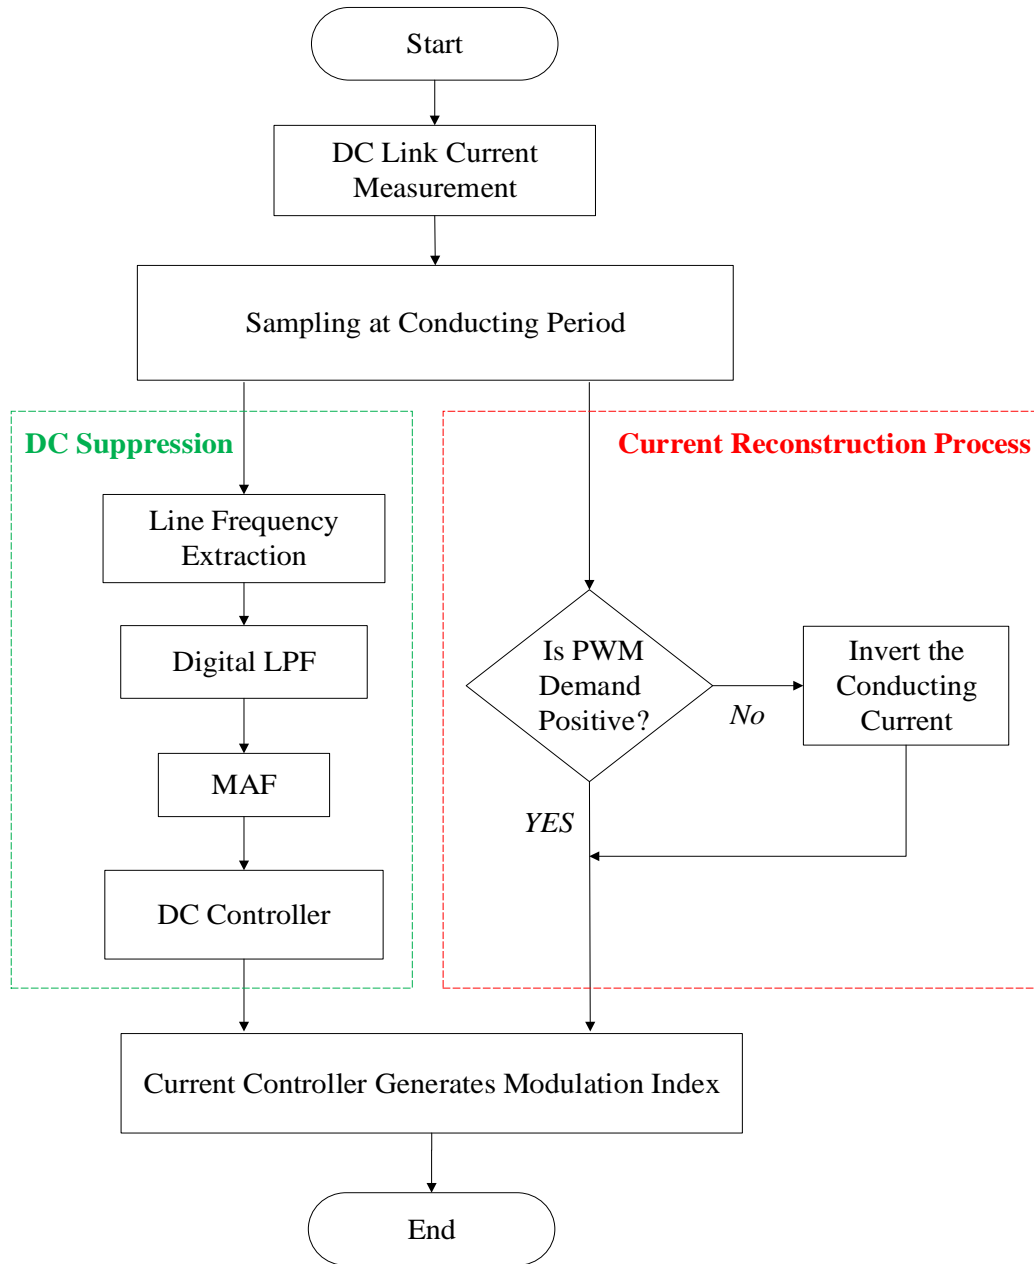 Start
DC Link Current
Measurement
Sampling at Conducting Period
DC Suppression
Line Frequency
Extraction
Digital LPF
MAF
DC Controller
Current Reconstruction Process
Is PWM
Demand
Positive?
No
Invert the
Conducting
Current
YES
Current Controller Generates Modulation Index
End